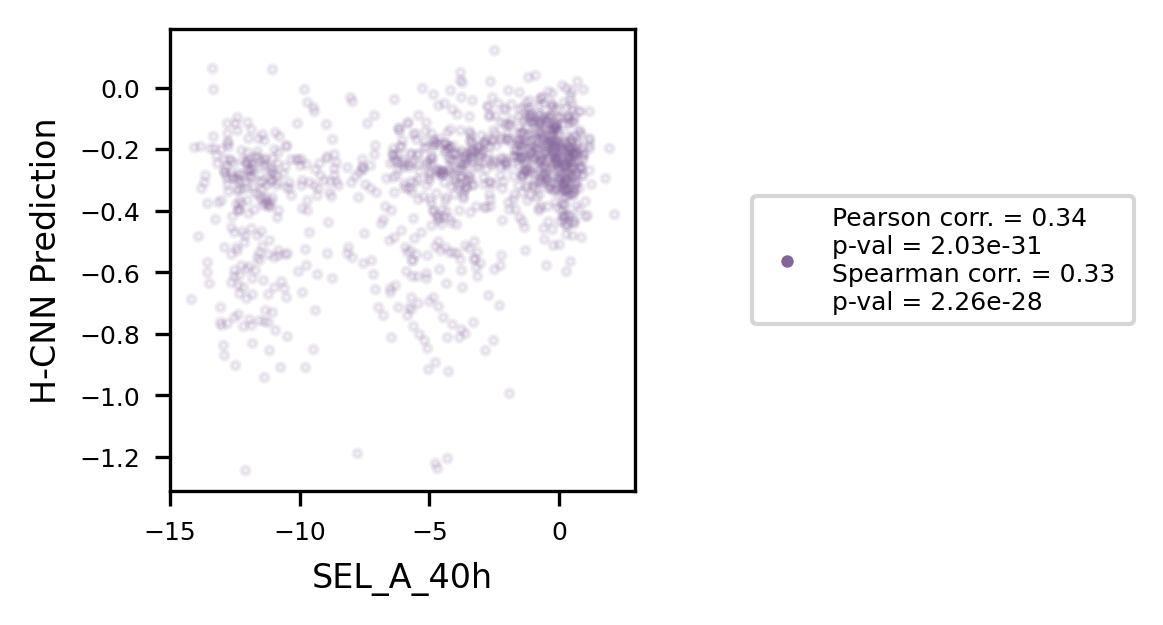 H-CNN Prediction
0.0
−0.2
−0.4
−0.6
−0.8
−1.0
−1.2
−15
−10
−5
0
SEL_A_40h
Pearson corr. = 0.34
p-val = 2.03e-31
Spearman corr. = 0.33
p-val = 2.26e-28